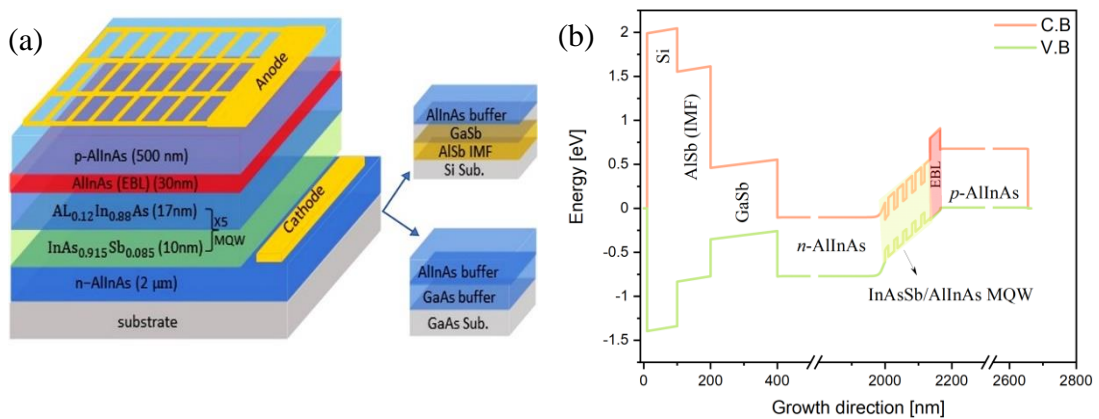 (a)
Anode
p-AlInAs (500 nm)
AlInAs (EBL) (30nm)
AL0.12In0.88As (17nm)
X5
MQW
InAs0.915Sb0.085 (10nm)
Cathode
n-AlInAs (2 μm)
substrate
AlInAs buffer
GaSb
AlSb IMF
Si Sub.
AlInAs buffer
GaAs buffer
GaAs Sub.
(b)
C.B
V.B
Energy [eV]
2
1.5
1
0.5
0
-0.5
-1
-1.5
Si
AlSb (IMF)
GaSb
n-AlInAs
EBL
p-AlInAs
InAsSb/AlInAs MQW
0 200 400 2000 2160 2600 2800
Growth direction [nm]